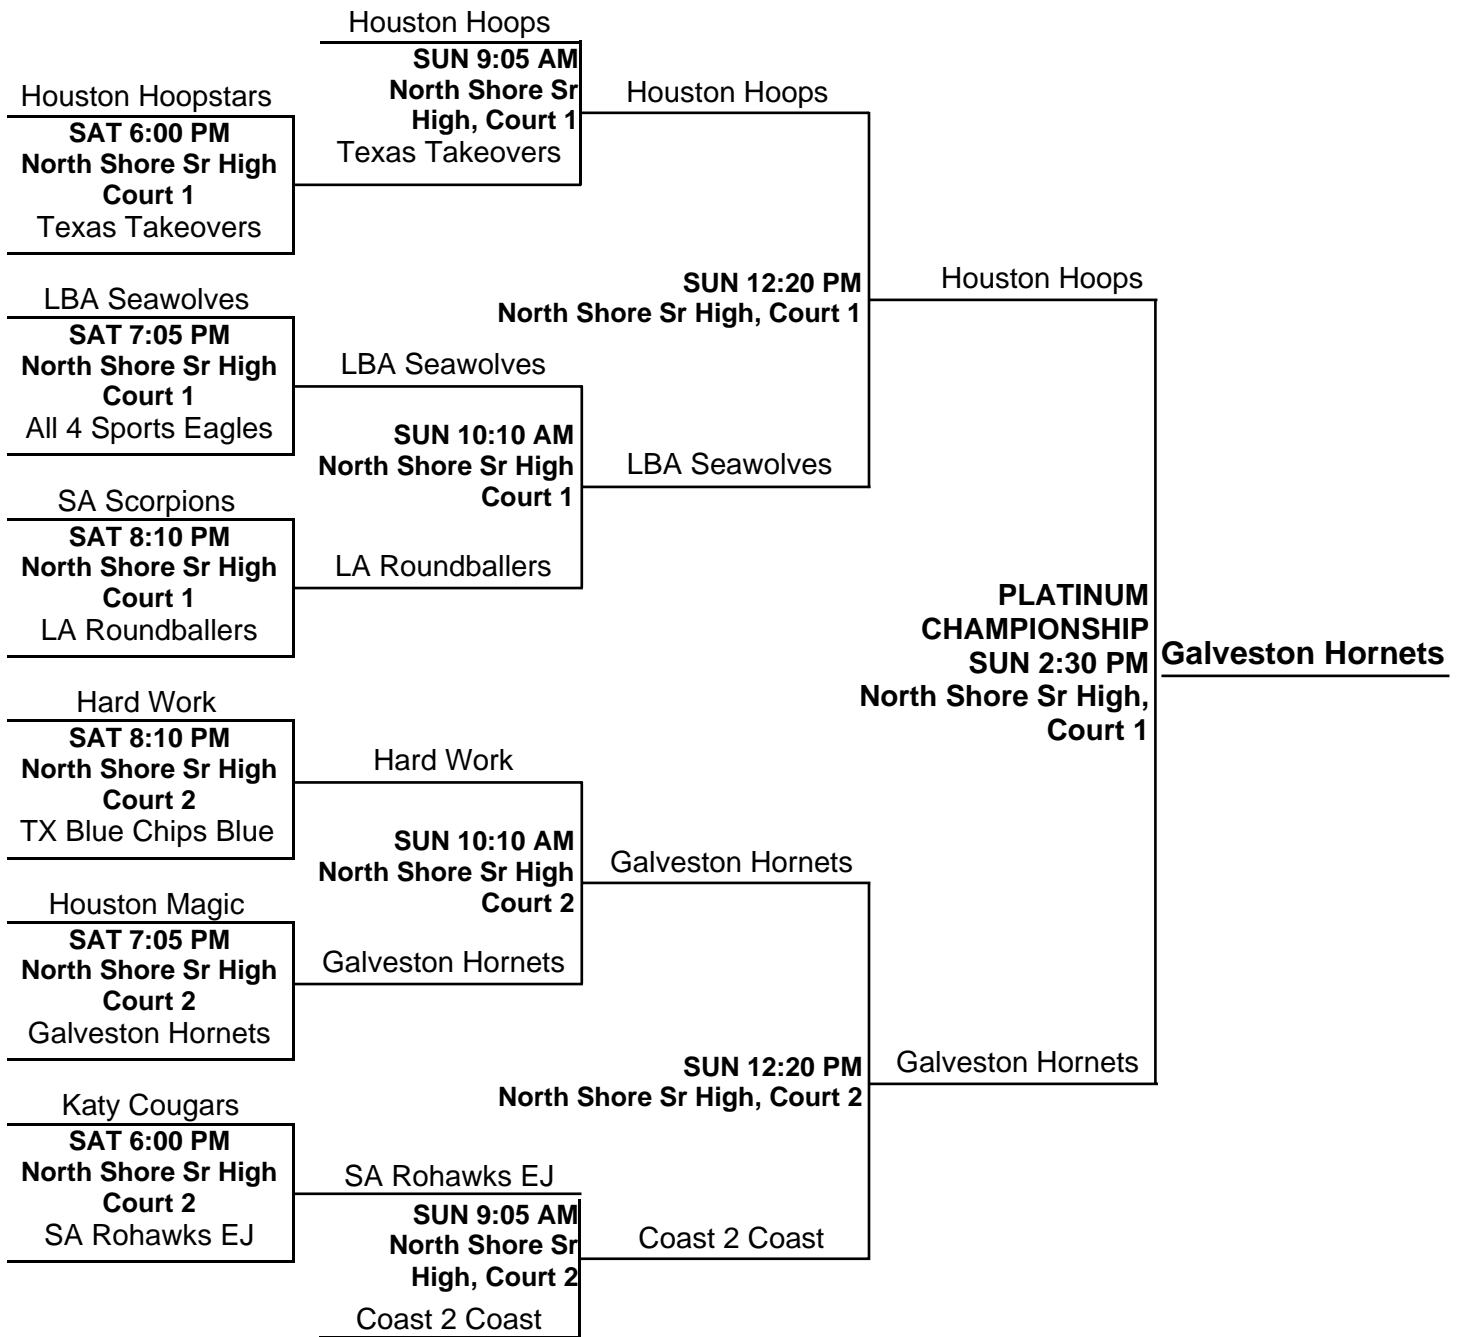 Houston Hoops
SUN 9:05 AM
North Shore Sr
High, Court 1
Texas Takeovers
Houston Hoopstars
SAT 6:00 PM
North Shore Sr High
Court 1
Texas Takeovers
Houston Hoops
LBA Seawolves
SAT 7:05 PM
North Shore Sr High
Court 1
All 4 Sports Eagles
SUN 12:20 PM
North Shore Sr High, Court 1
Houston Hoops
LBA Seawolves
SUN 10:10 AM
North Shore Sr High
Court 1
LBA Seawolves
SA Scorpions
SAT 8:10 PM
North Shore Sr High
Court 1
LA Roundballers
LA Roundballers
PLATINUM
CHAMPIONSHIP
SUN 2:30 PM
North Shore Sr High,
Court 1
Galveston Hornets
Hard Work
SAT 8:10 PM
North Shore Sr High
Court 2
TX Blue Chips Blue
Hard Work
SUN 10:10 AM
North Shore Sr High
Court 2
Galveston Hornets
Houston Magic
SAT 7:05 PM
North Shore Sr High
Court 2
Galveston Hornets
Galveston Hornets
SUN 12:20 PM
North Shore Sr High, Court 2
Galveston Hornets
Katy Cougars
SAT 6:00 PM
North Shore Sr High
Court 2
SA Rohawks EJ
SA Rohawks EJ
SUN 9:05 AM
North Shore Sr
High, Court 2
Coast 2 Coast
Coast 2 Coast